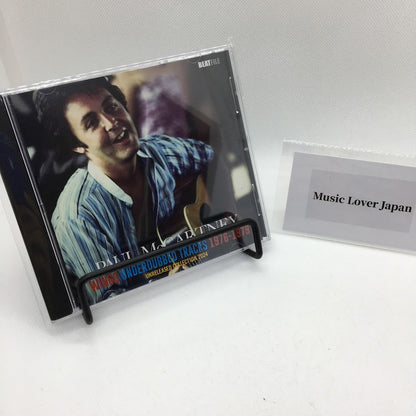 BEATFILE
PAUL McCARTNEY
WINGS UNDERDUBBED TRACKS 1976-1978
UNRELEASED COLLECTION 2024
Music Lover Japan